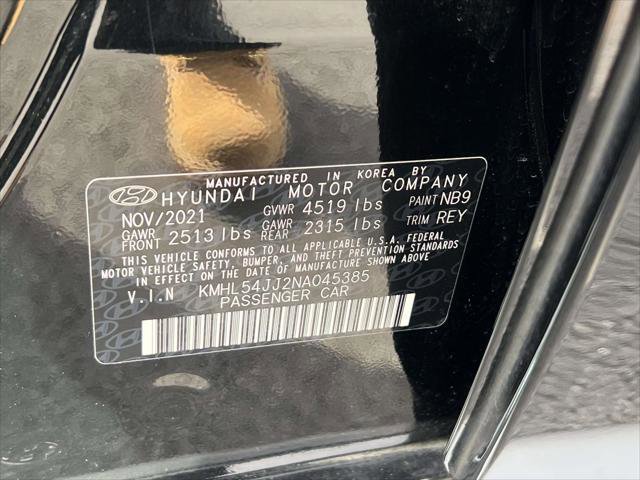 MANUFACTURED IN KOREA BY
HYUNDAI MOTOR COMPANY
NOV/2021 GVWR 4519 lbs PAINT NB9
GAWR FRONT 2513 lbs GAWR REAR 2315 lbs TRIM REY
THIS VEHICLE CONFORMS TO ALL APPLICABLE U.S.A. FEDERAL
MOTOR VEHICLE SAFETY, BUMPER, AND THEFT PREVENTION STANDARDS
IN EFFECT ON THE DATE OF MANUFACTURE SHOWN ABOVE
V.I.N KMHL54JJ2NA045385
PASSENGER CAR